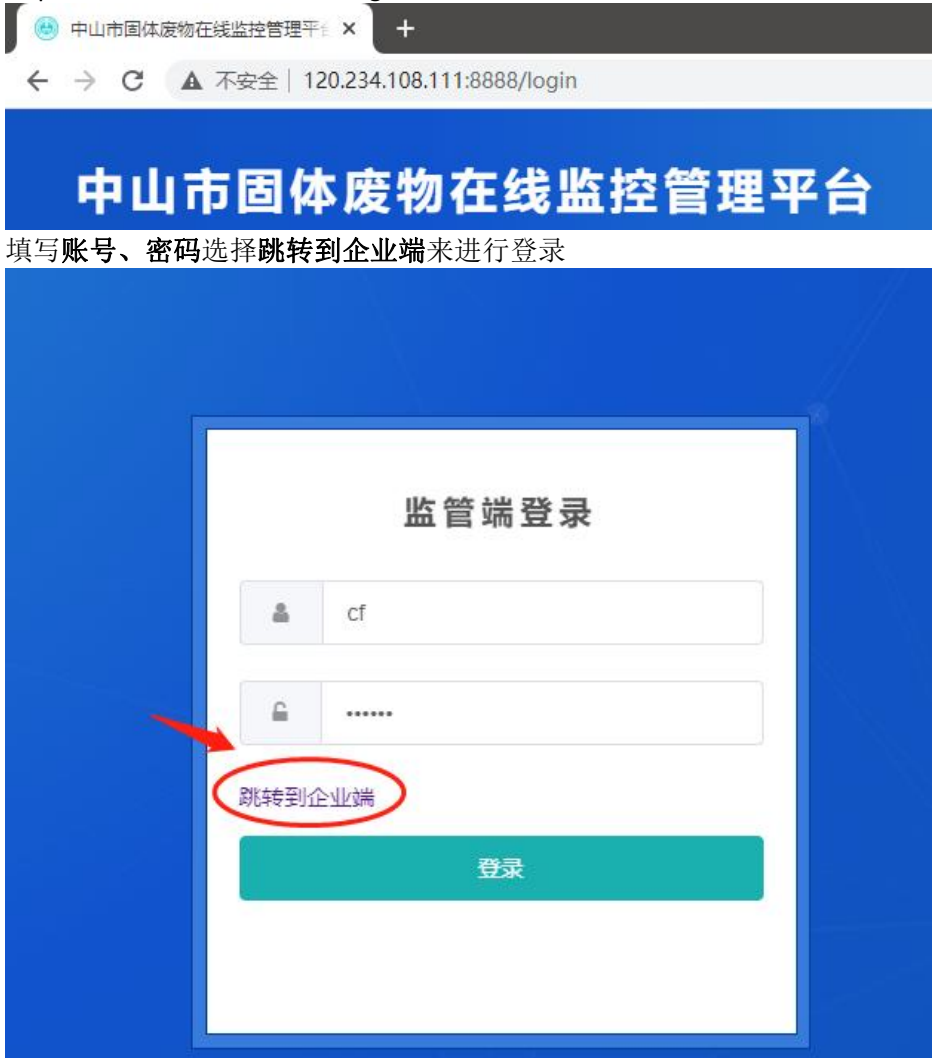 中山市固体废物在线监控管理平
不安全 | 120.234.108.111:8888/login
中山市固体废物在线监控管理平台
填写账号、密码选择跳转到企业端来进行登录
监管端登录
cf
••••••
跳转到企业端
登录